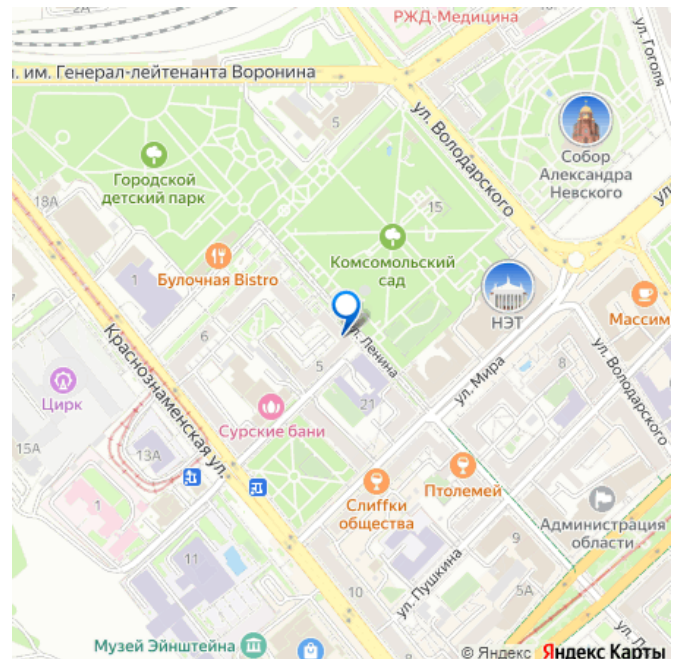 РЖД-Медицина
л. им. Генерал-лейтенанта Воронина
ул. Гоголя
5
ул. Володарского
Собор
Александра
Невского
Городской
детский парк
18А
15
ул.
Комсомольский
сад
Булочная Bistro
1
НЭТ
Массим
ул. Ленина
6
5
Краснознаменская ул.
ул. Мира
8
ул. Володарского
Цирк
21
Сурские бани
15А
13А
1
Слиffки
общества
Птолемей
Администрация
области
9
11
5А
10
ул. Пушкина
ул. Л
Музей Эйнштейна
© Яндекс Яндекс Карты